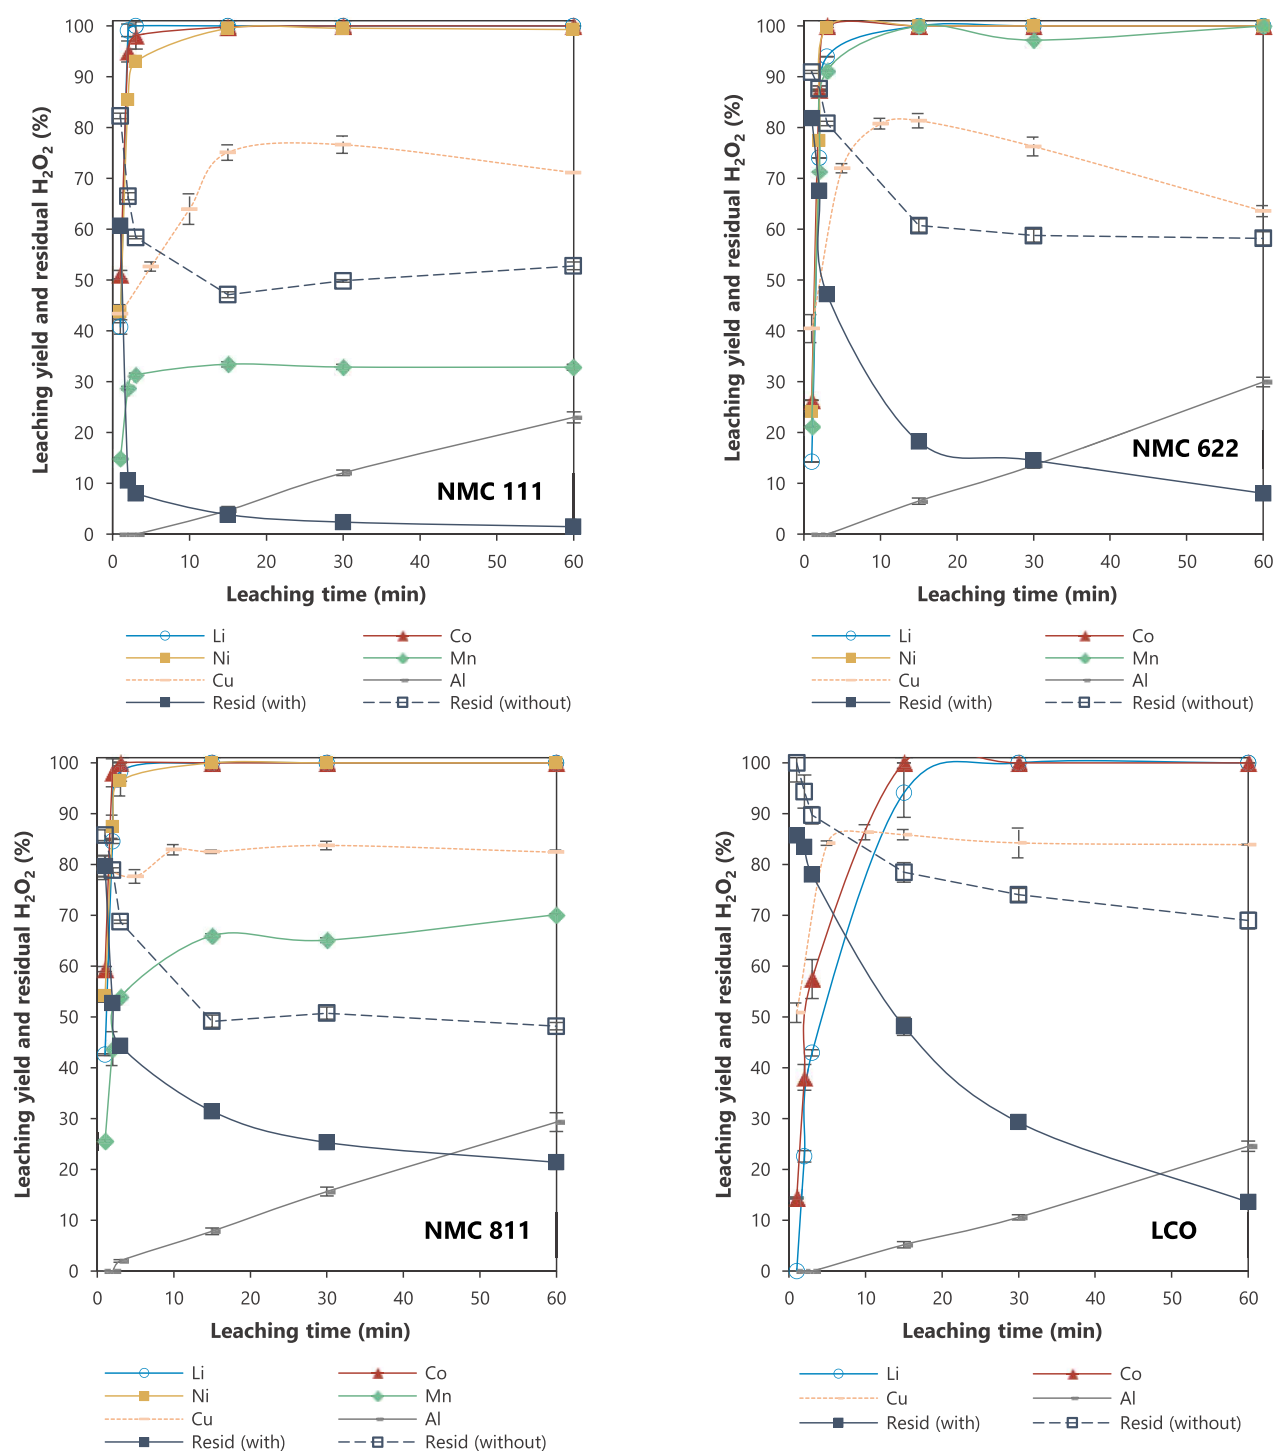 Leaching yield and residual H₂O₂ (%)
100
90
80
70
60
50
40
30
20
10
0
NMC 111
0 10 20 30 40 50 60
Leaching time (min)
Li Co
Ni Mn
Cu Al
Resid (with) Resid (without)
Leaching yield and residual H₂O₂ (%)
100
90
80
70
60
50
40
30
20
10
0
NMC 622
0 10 20 30 40 50 60
Leaching time (min)
Li Co
Ni Mn
Cu Al
Resid (with) Resid (without)
Leaching yield and residual H₂O₂ (%)
100
90
80
70
60
50
40
30
20
10
0
NMC 811
0 10 20 30 40 50 60
Leaching time (min)
Li Co
Ni Mn
Cu Al
Resid (with) Resid (without)
Leaching yield and residual H₂O₂ (%)
100
90
80
70
60
50
40
30
20
10
0
LCO
0 10 20 30 40 50 60
Leaching time (min)
Li Co
Cu Al
Resid (with) Resid (without)